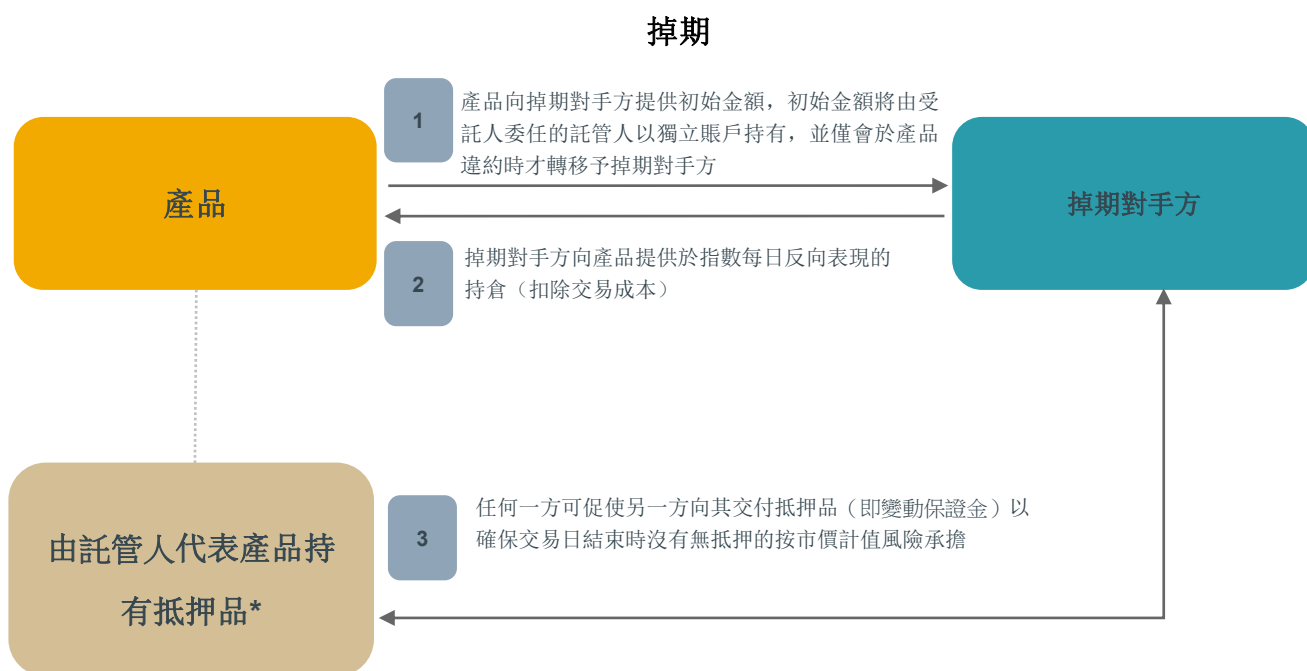 掉期
1
產品向掉期對手方提供初始金額，初始金額將由受
託人委任的託管人以獨立賬戶持有，並僅會於產品
違約時才轉移予掉期對手方
產品
掉期對手方
2
掉期對手方向產品提供於指數每日反向表現的
持倉（扣除交易成本）
由託管人代表產品持
有抵押品*
3
任何一方可促使另一方向其交付抵押品（即變動保證金）以
確保交易日結束時沒有無抵押的按市價計值風險承擔